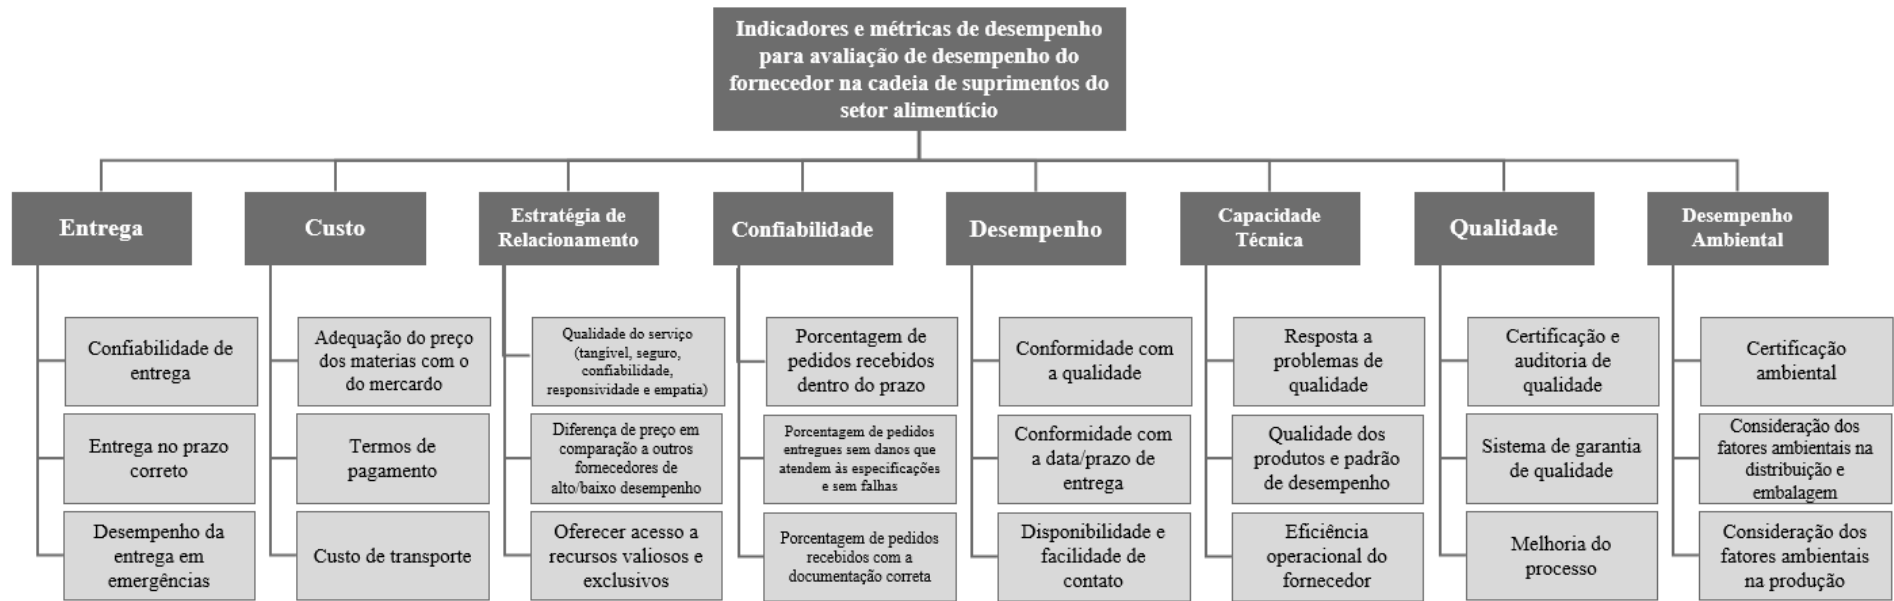 Indicadores e métricas de desempenho
para avaliação de desempenho do
fornecedor na cadeia de suprimentos do
setor alimentício
Entrega
Custo
Estratégia de
Relacionamento
Confiabilidade
Desempenho
Capacidade
Técnica
Qualidade
Desempenho
Ambiental
Confiabilidade de
entrega
Entrega no prazo
correto
Desempenho da
entrega em
emergências
Adequação do preço
dos materias com o
do mercardo
Termos de
pagamento
Custo de transporte
Qualidade do serviço
(tangível, seguro,
confiabilidade,
responsividade e empatia)
Diferença de preço em
comparação a outros
fornecedores de
alto/baixo desempenho
Oferecer acesso a
recursos valiosos e
exclusivos
Porcentagem de
pedidos recebidos
dentro do prazo
Porcentagem de pedidos
entregues sem danos que
atendem às especificações
e sem falhas
Porcentagem de pedidos
recebidos com a
documentação correta
Conformidade com
a qualidade
Conformidade com
a data/prazo de
entrega
Disponibilidade e
facilidade de
contato
Resposta a
problemas de
qualidade
Qualidade dos
produtos e padrão
de desempenho
Eficiência
operacional do
fornecedor
Certificação e
auditoria de
qualidade
Sistema de garantia
de qualidade
Melhoria do
processo
Certificação
ambiental
Consideração dos
fatores ambientais na
distribuição e
embalagem
Consideração dos
fatores ambientais
na produção